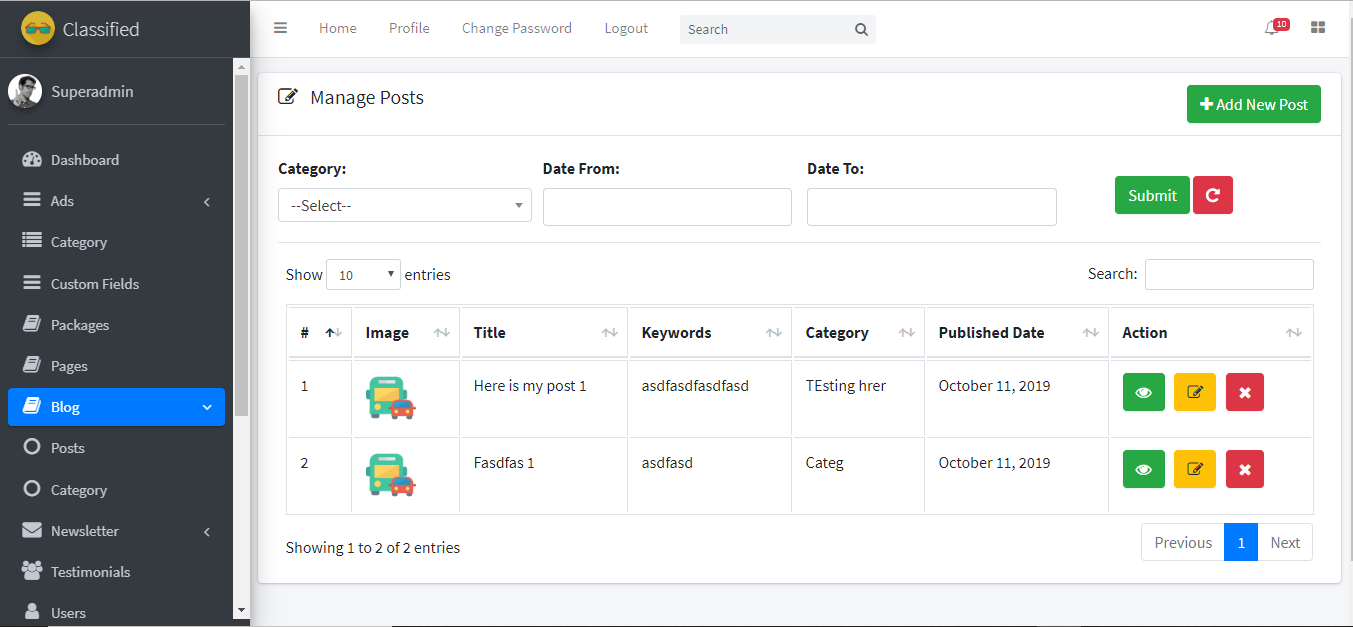 Classified
Home Profile Change Password Logout Search 10
Superadmin
Dashboard
Ads
Category
Custom Fields
Packages
Pages
Blog
Posts
Category
Newsletter
Testimonials
Users
Manage Posts
Add New Post
Category: Date From: Date To:
--Select--
Submit
Show 10 entries Search:
# Image Title Keywords Category Published Date Action
1 Here is my post 1 asdfasdfasdfasd TEsting hrer October 11, 2019
2 Fasdfas 1 asdfasd Categ October 11, 2019
Showing 1 to 2 of 2 entries
Previous 1 Next